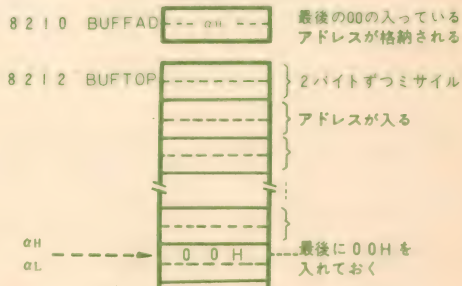 8210 BUFFAD
αH
最後の00の入っている
アドレスが格納される
8212 BUFTOP
2バイトずつミサイル
アドレスが入る
αH
αL
00H
最後に00Hを
入れておく